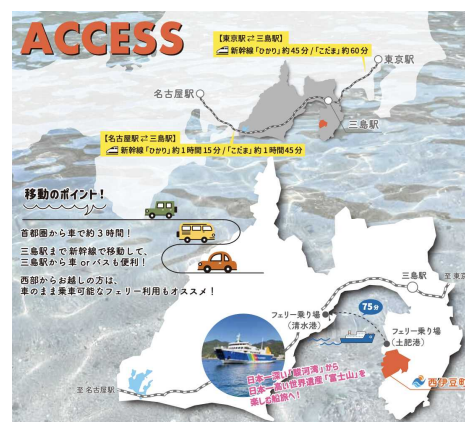 ACCESS
【東京駅⇄三島駅】
新幹線「ひかり」約45分/「こだま」約60分
東京駅
名古屋駅
三島駅
【名古屋駅⇄三島駅】
新幹線「ひかり」約1時間15分/「こだま」約1時間45分
移動のポイント！
首都圏から車で約3時間！
三島駅まで新幹線で移動して、
三島駅から車orバスも便利！
西部からお越しの方は、
車のまま乗車可能なフェリー利用もオススメ！
三島駅
至 東京
フェリー乗り場
（清水港）
75分
フェリー乗り場
（土肥港）
西伊豆町
日本一深い「駿河湾」から
日本一高い世界遺産「富士山」を
楽しむ船旅へ！
至 名古屋駅